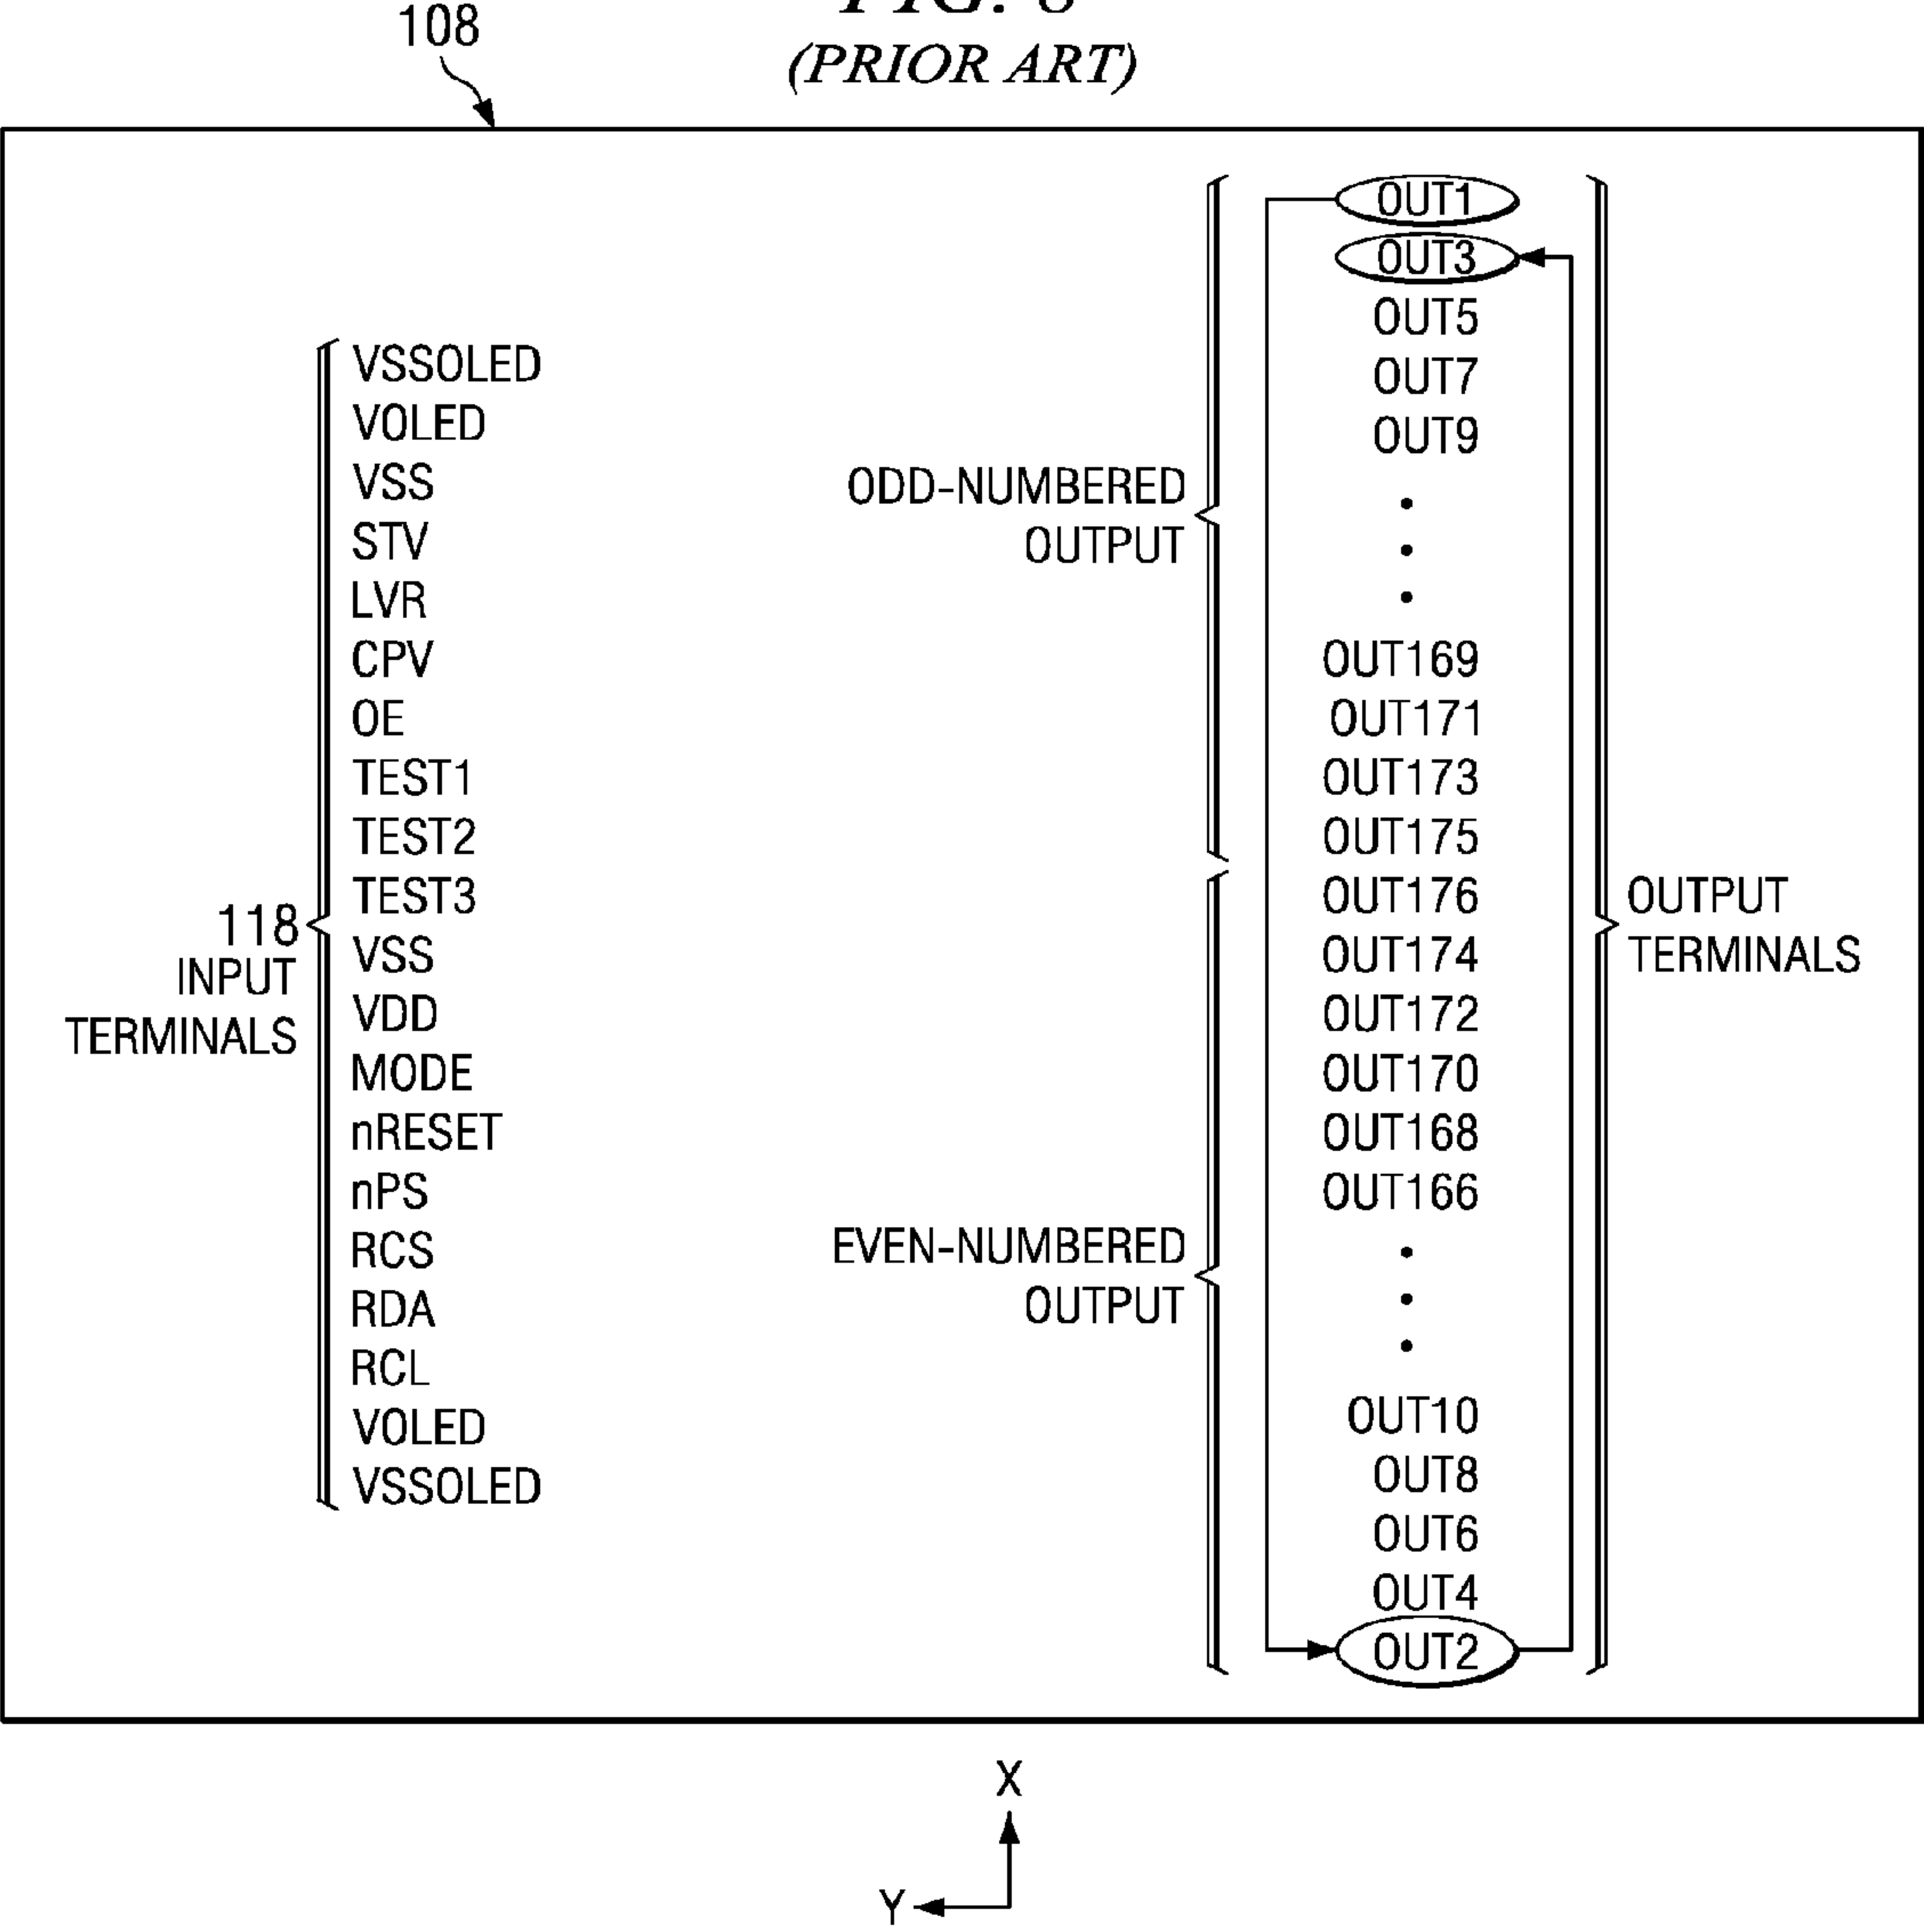 108
(PRIOR ART)
VSSOLED
VOLED
VSS
STV
LVR
CPV
OE
TEST1
TEST2
TEST3
VSS
VDD
MODE
nRESET
nPS
RCS
RDA
RCL
VOLED
VSSOLED
118
INPUT
TERMINALS
ODD-NUMBERED
OUTPUT
EVEN-NUMBERED
OUTPUT
OUT1
OUT3
OUT5
OUT7
OUT9
OUT169
OUT171
OUT173
OUT175
OUT176
OUT174
OUT172
OUT170
OUT168
OUT166
OUT10
OUT8
OUT6
OUT4
OUT2
OUTPUT
TERMINALS
X
Y